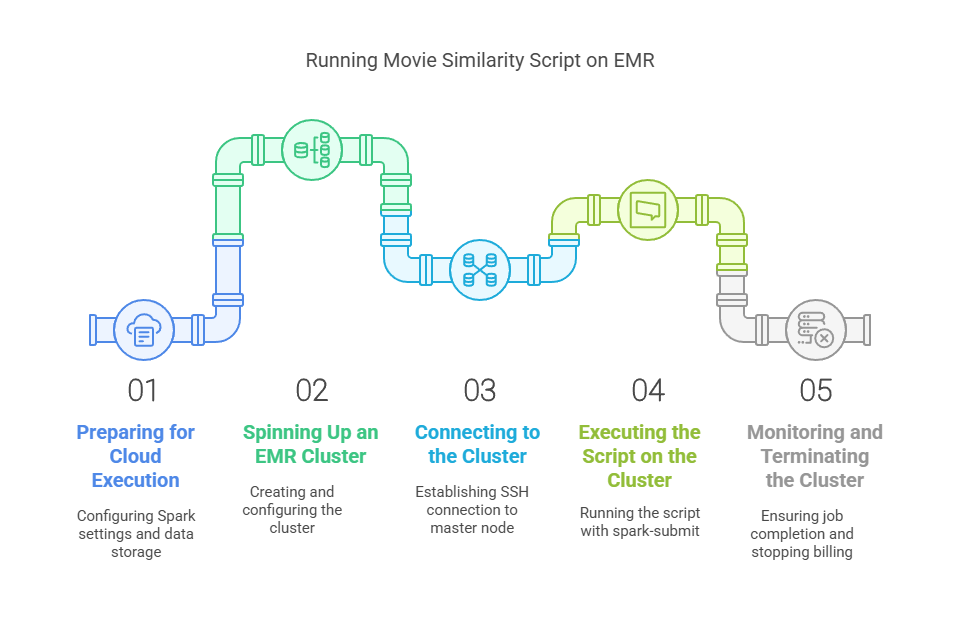 Running Movie Similarity Script on EMR
01
Preparing for
Cloud
Execution
Configuring Spark
settings and data
storage
02
Spinning Up an
EMR Cluster
Creating and
configuring the
cluster
03
Connecting to
the Cluster
Establishing SSH
connection to
master node
04
Executing the
Script on the
Cluster
Running the script
with spark-submit
05
Monitoring and
Terminating
the Cluster
Ensuring job
completion and
stopping billing